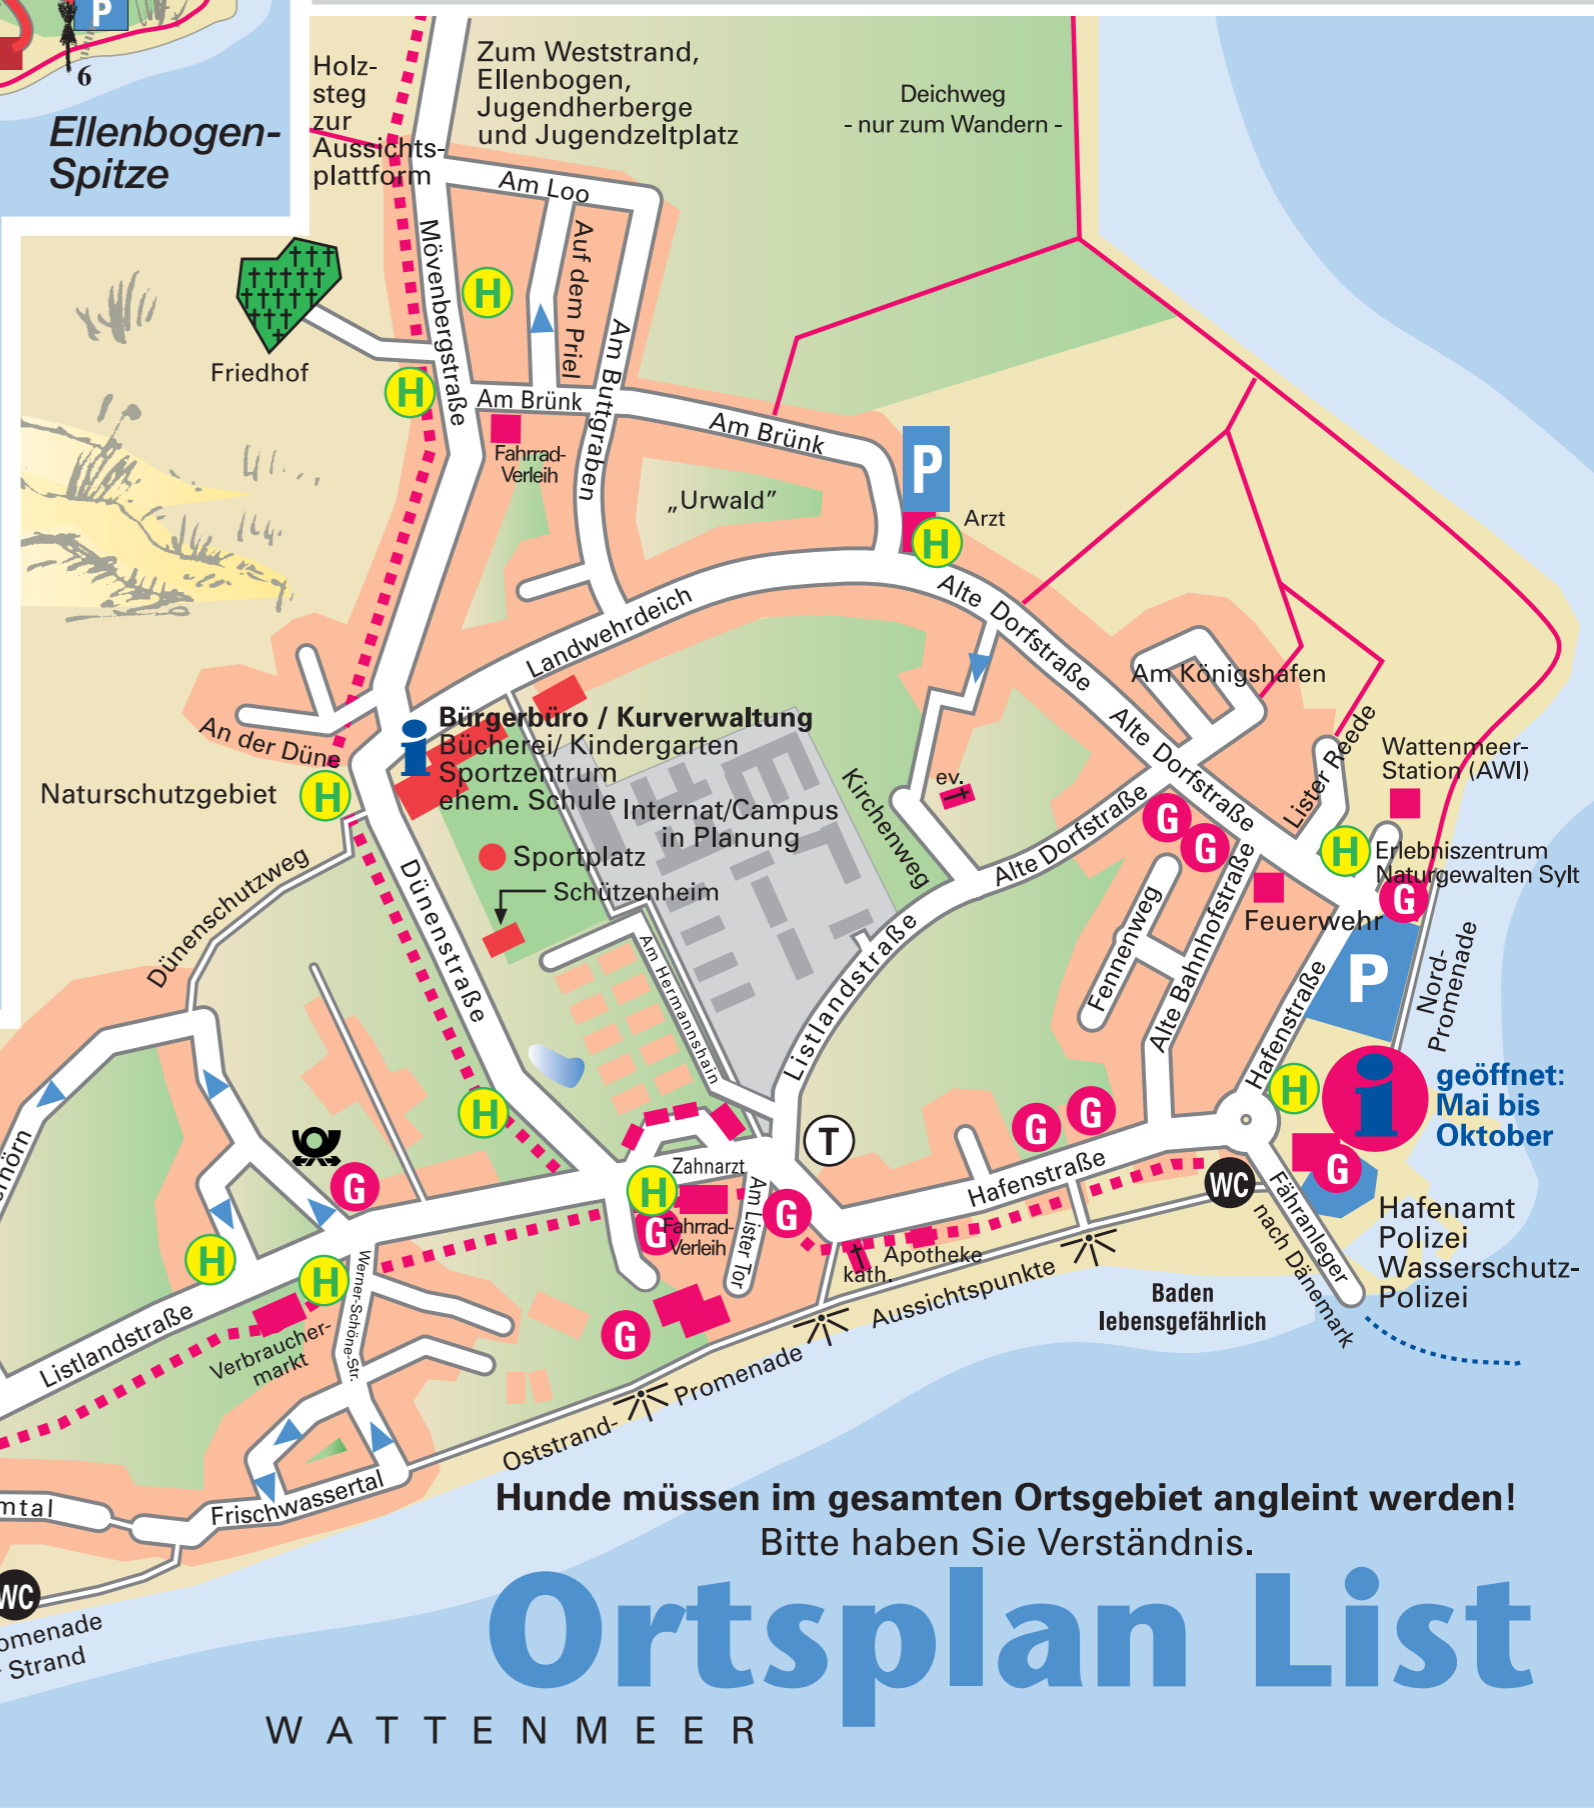 P
6
Ellenbogen-
Spitze
Holz-
steg
zur
Aussichts-
plattform
Zum Weststrand,
Ellenbogen,
Jugendherberge
und Jugendzeltplatz
Deichweg
- nur zum Wandern -
Am Loo
Auf dem Priel
Mövenbergstraße
H
Am Buttgraben
Friedhof
H
Am Brünk
Am Brünk
Fahrrad-
Verleih
„Urwald”
P
Arzt
H
Landwehrdeich
Alte Dorfstraße
Am Königshafen
An der Düne
Naturschutzgebiet
H
i
Bürgerbüro / Kurverwaltung
Bücherei/ Kindergarten
Sportzentrum
ehem. Schule
Internat/Campus
in Planung
Sportplatz
Schützenheim
Kirchenweg
ev.
Alte Dorfstraße
Alte Dorfstraße
G
G
Lister Reede
Wattenmeer-
Station (AWI)
H
Erlebniszentrum
Naturgewalten Sylt
G
Feuerwehr
P
Nord-
Promenade
Dünenschutzweg
Dünenstraße
Am Hermannshain
Listlandstraße
Fennenweg
Alte Bahnhofstraße
Hafenstraße
H
i
geöffnet:
Mai bis
Oktober
G
H
T
G
G
Zahnarzt
H
G
Fahrrad-
Verleih
Am Lister Tor
G
Hafenstraße
WC
Fähranleger
nach Dänemark
Hafenamt
Polizei
Wasserschutz-
Polizei
kath.
Apotheke
G
H
H
Listlandstraße
Verbraucher-
markt
Werner-Schöne-Str.
G
Aussichtspunkte
Baden
lebensgefährlich
Oststrand-
Promenade
Frischwassertal
mtal
WC
omenade
Strand
Hunde müssen im gesamten Ortsgebiet angleint werden!
Bitte haben Sie Verständnis.
Ortsplan List
WATTENMEER